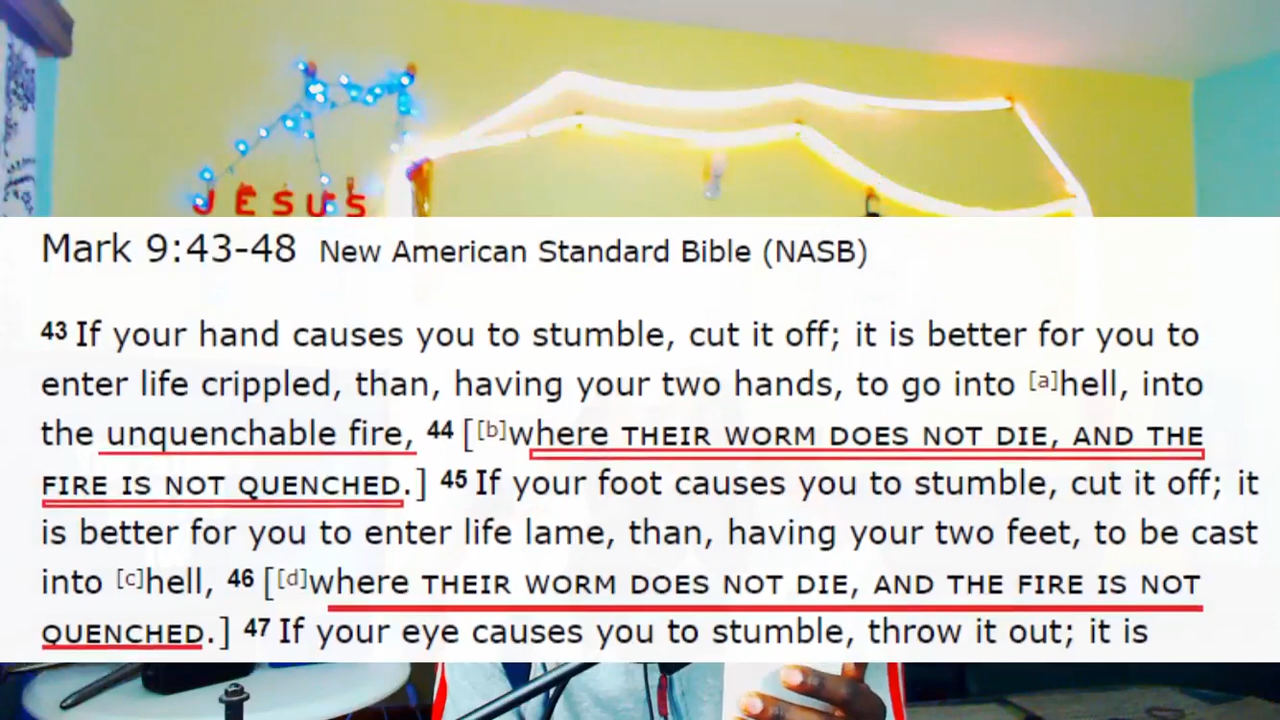 JESUS
Mark 9:43-48 New American Standard Bible (NASB)
43 If your hand causes you to stumble, cut it off; it is better for you to
enter life crippled, than, having your two hands, to go into [a]hell, into
the unquenchable fire, 44 [[b]where THEIR WORM DOES NOT DIE, AND THE
FIRE IS NOT QUENCHED.] 45 If your foot causes you to stumble, cut it off; it
is better for you to enter life lame, than, having your two feet, to be cast
into [c]hell, 46 [[d]where THEIR WORM DOES NOT DIE, AND THE FIRE IS NOT
QUENCHED.] 47 If your eye causes you to stumble, throw it out; it is